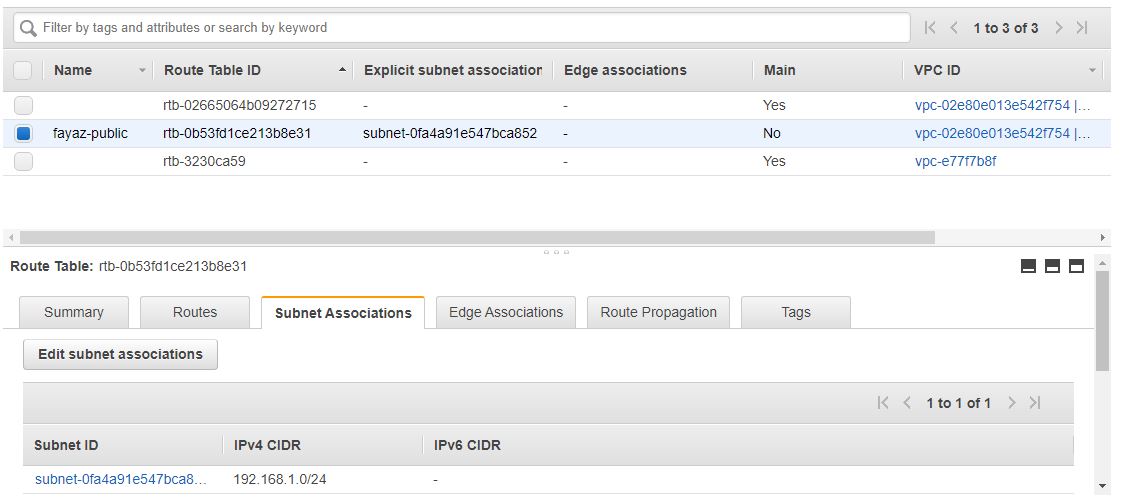 Filter by tags and attributes or search by keyword
1 to 3 of 3
Name Route Table ID Explicit subnet association Edge associations Main VPC ID
rtb-02665064b09272715 - - Yes vpc-02e80e013e542f754 |...
fayaz-public rtb-0b53fd1ce213b8e31 subnet-0fa4a91e547bca852 - No vpc-02e80e013e542f754 |...
rtb-3230ca59 - - Yes vpc-e77f7b8f
Route Table: rtb-0b53fd1ce213b8e31
Summary Routes Subnet Associations Edge Associations Route Propagation Tags
Edit subnet associations
1 to 1 of 1
Subnet ID IPv4 CIDR IPv6 CIDR
subnet-0fa4a91e547bca8... 192.168.1.0/24 -